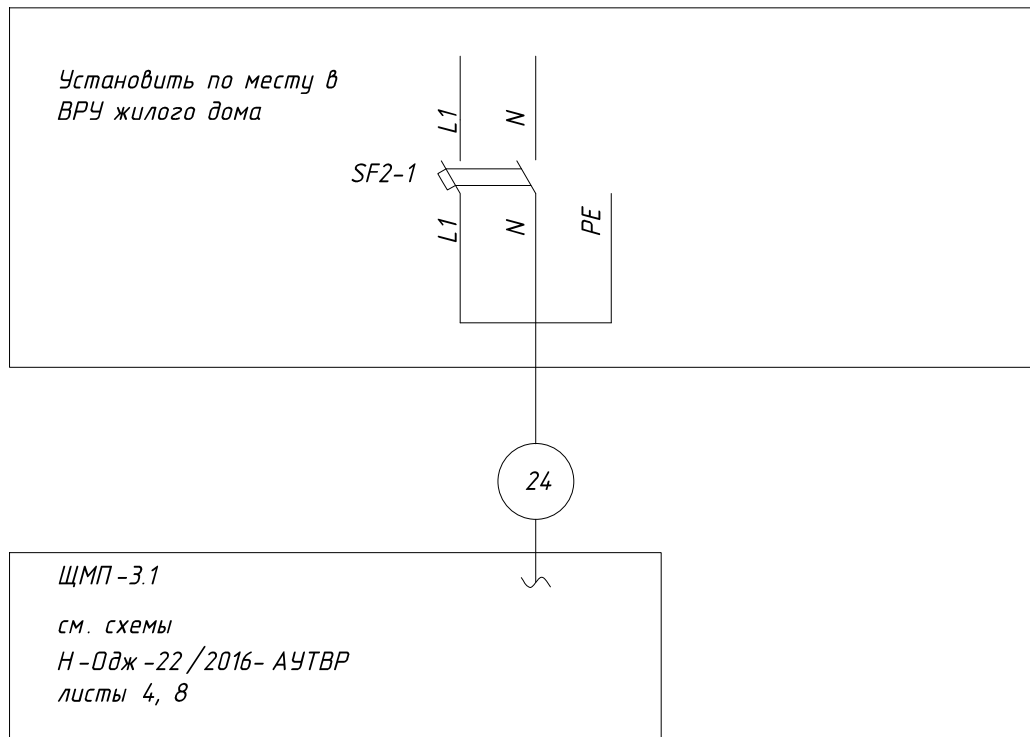 Установить по месту в
ВРУ жилого дома
L1
N
SF2-1
L1
N
PE
24
ЩМП-3.1
см. схемы
Н-Одж-22/2016- АУТВР
листы 4, 8